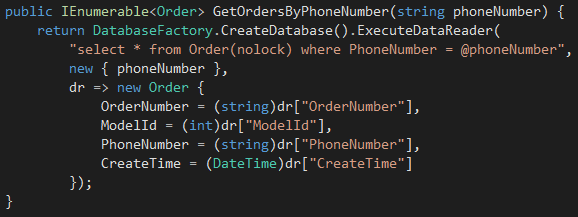 public IEnumerable<Order> GetOrdersByPhoneNumber(string phoneNumber) {
    return DatabaseFactory.CreateDatabase().ExecuteDataReader(
        "select * from Order(nolock) where PhoneNumber = @phoneNumber",
        new { phoneNumber },
        dr => new Order {
            OrderNumber = (string)dr["OrderNumber"],
            ModelId = (int)dr["ModelId"],
            PhoneNumber = (string)dr["PhoneNumber"],
            CreateTime = (DateTime)dr["CreateTime"]
        });
}